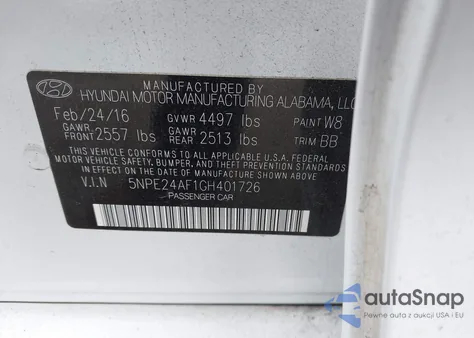 MANUFACTURED BY
HYUNDAI MOTOR MANUFACTURING ALABAMA, LLC
Feb/24/16 GVWR 4497 lbs PAINT W8
GAWR FRONT 2557 lbs GAWR REAR 2513 lbs TRIM BB
THIS VEHICLE CONFORMS TO ALL APPLICABLE U.S.A. FEDERAL
MOTOR VEHICLE SAFETY, BUMPER, AND THEFT PREVENTION STANDARDS
IN EFFECT ON THE DATE OF MANUFACTURE SHOWN ABOVE.
V.I.N 5NPE24AF1GH401726
PASSENGER CAR
autoSnap
Pewne auta z aukcji USA i EU